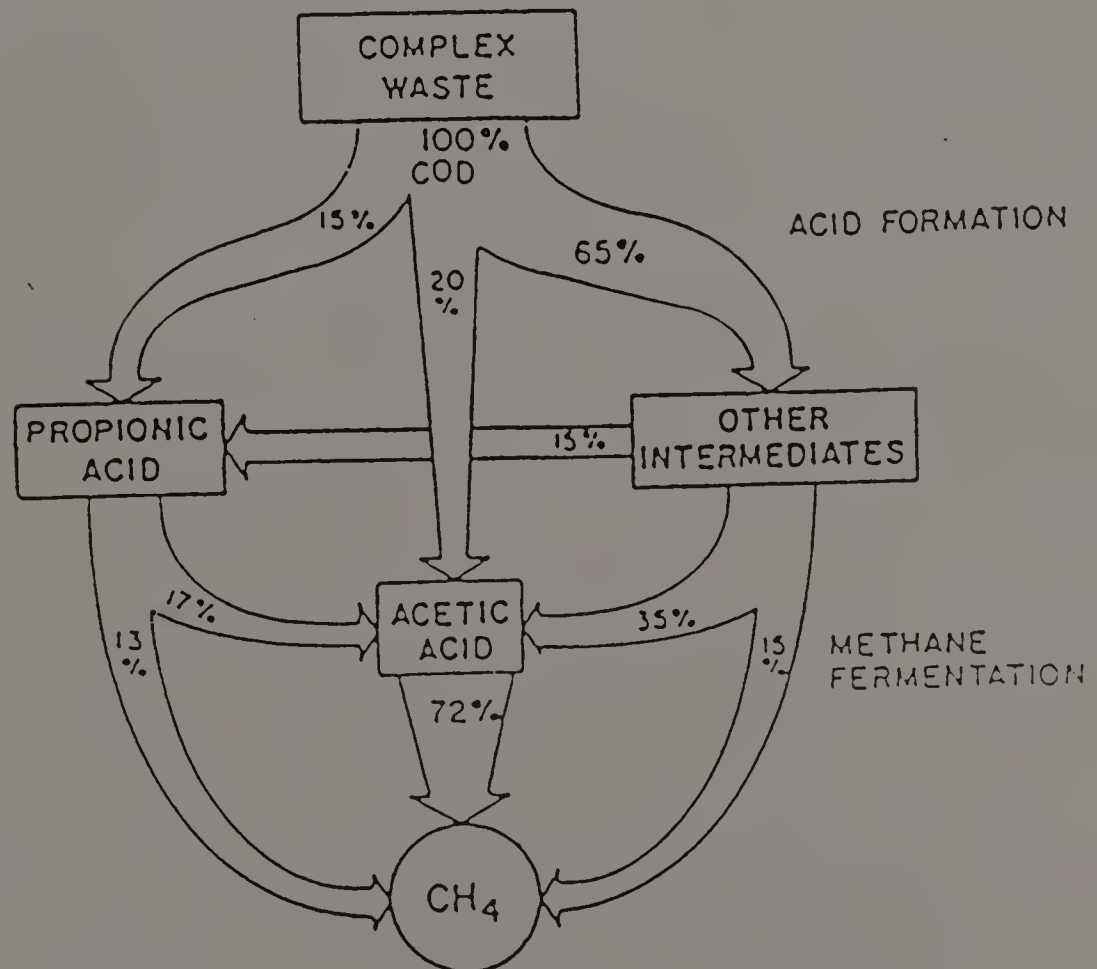 COMPLEX
WASTE
100%
COD
15%
20
%
65%
ACID FORMATION
PROPIONIC
ACID
15%
OTHER
INTERMEDIATES
17%
13
%
ACETIC
ACID
35%
15
%
METHANE
FERMENTATION
72%
CH₄